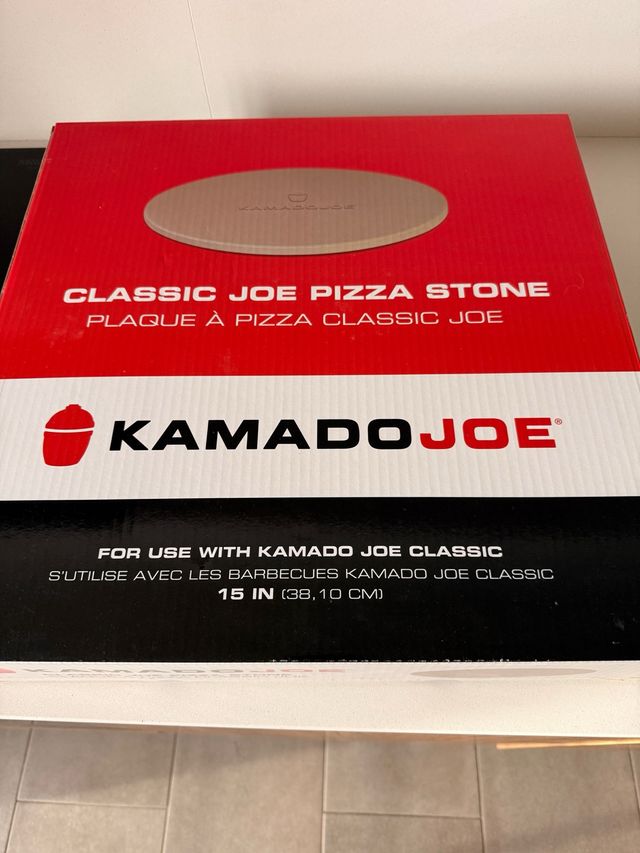 KAMADOJOE
CLASSIC JOE PIZZA STONE
PLAQUE À PIZZA CLASSIC JOE
KAMADOJOE®
FOR USE WITH KAMADO JOE CLASSIC
S'UTILISE AVEC LES BARBECUES KAMADO JOE CLASSIC
15 IN (38,10 CM)
KAMADOJOE